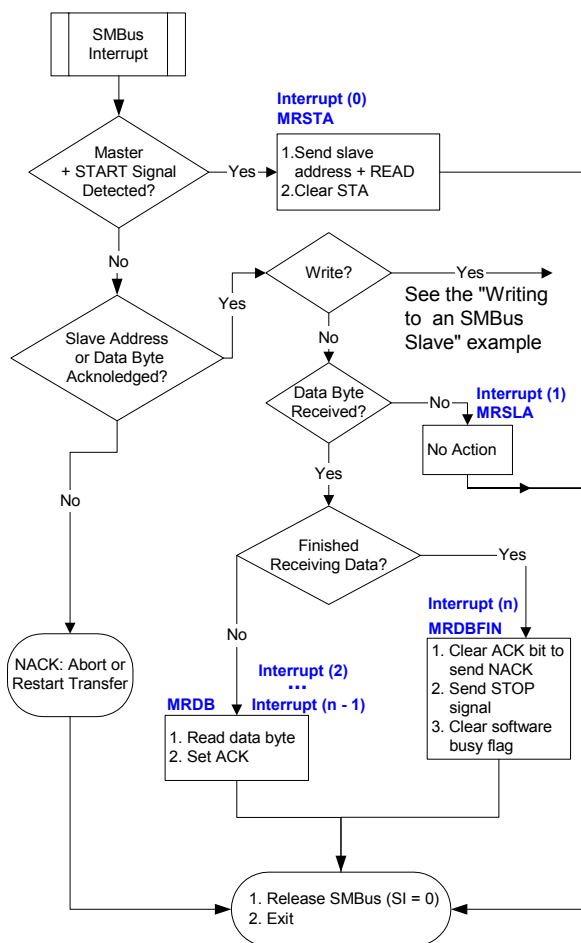 SMBus
Interrupt
Interrupt (0)
MRSTA
Master
+ START Signal
Detected?
Yes
1.Send slave
address + READ
2.Clear STA
No
Write?
Yes
Yes
See the "Writing
to an SMBus
Slave" example
Slave Address
or Data Byte
Acknoledged?
No
Data Byte
Received?
No
Interrupt (1)
MRSLA
No Action
Yes
No
Finished
Receiving Data?
Yes
No
Interrupt (n)
MRDBFIN
1. Clear ACK bit to
send NACK
2. Send STOP
signal
3. Clear software
busy flag
NACK: Abort or
Restart Transfer
Interrupt (2)
...
MRDB
Interrupt (n - 1)
1. Read data byte
2. Set ACK
1. Release SMBus (SI = 0)
2. Exit